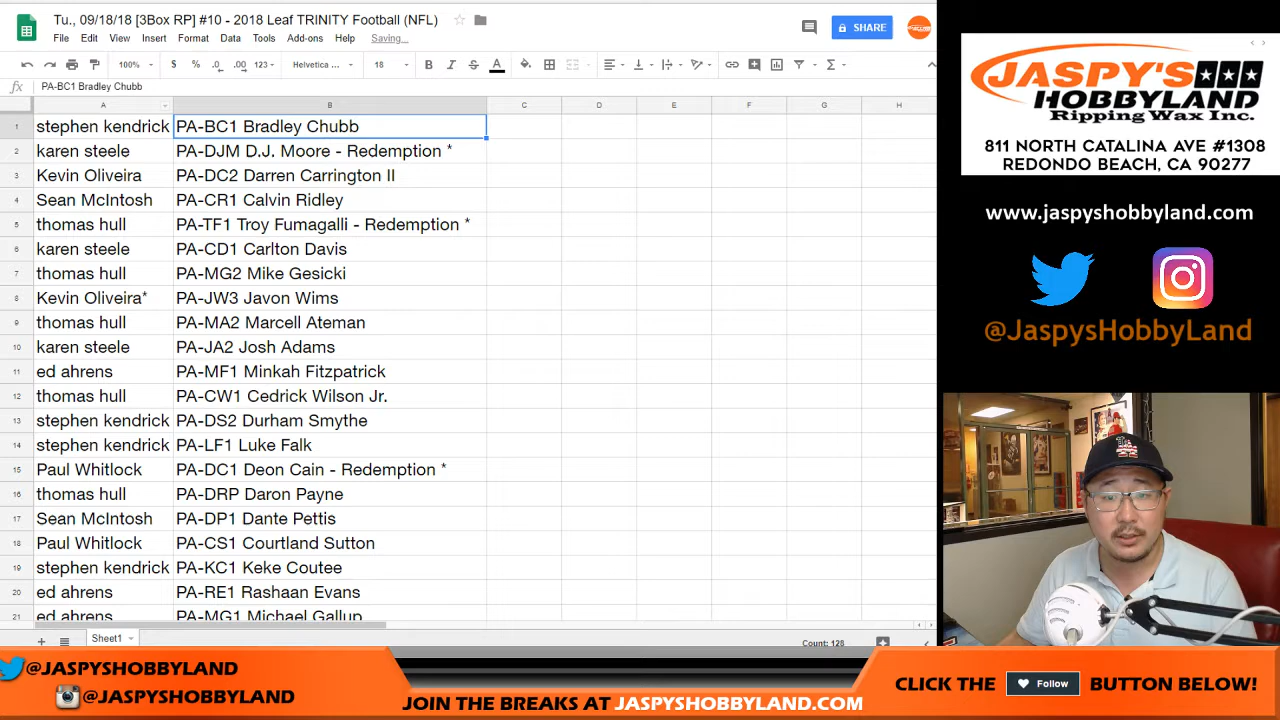 Tu., 09/18/18 [3Box RP] #10 - 2018 Leaf TRINITY Football (NFL)
File Edit View Insert Format Data Tools Add-ons Help Saving...
SHARE
100% $ % .0 .00 123 Helvetica ... 18 B I S A
fx PA-BC1 Bradley Chubb
A B C D E F G H
1 stephen kendrick PA-BC1 Bradley Chubb
2 karen steele PA-DJM D.J. Moore - Redemption *
3 Kevin Oliveira PA-DC2 Darren Carrington II
4 Sean McIntosh PA-CR1 Calvin Ridley
5 thomas hull PA-TF1 Troy Fumagalli - Redemption *
6 karen steele PA-CD1 Carlton Davis
7 thomas hull PA-MG2 Mike Gesicki
8 Kevin Oliveira* PA-JW3 Javon Wims
9 thomas hull PA-MA2 Marcell Ateman
10 karen steele PA-JA2 Josh Adams
11 ed ahrens PA-MF1 Minkah Fitzpatrick
12 thomas hull PA-CW1 Cedrick Wilson Jr.
13 stephen kendrick PA-DS2 Durham Smythe
14 stephen kendrick PA-LF1 Luke Falk
15 Paul Whitlock PA-DC1 Deon Cain - Redemption *
16 thomas hull PA-DRP Daron Payne
17 Sean McIntosh PA-DP1 Dante Pettis
18 Paul Whitlock PA-CS1 Courtland Sutton
19 stephen kendrick PA-KC1 Keke Coutee
20 ed ahrens PA-RE1 Rashaan Evans
21 ed ahrens PA-MG1 Michael Gallup
Sheet1
Count: 128
JASPY'S
HOBBYLAND
Ripping Wax Inc.
811 NORTH CATALINA AVE #1308
REDONDO BEACH, CA 90277
www.jaspyshobbyland.com
@JaspysHobbyLand
@JASPYSHOBBYLAND
@JASPYSHOBBYLAND
JOIN THE BREAKS AT JASPYSHOBBYLAND.COM
CLICK THE Follow BUTTON BELOW!